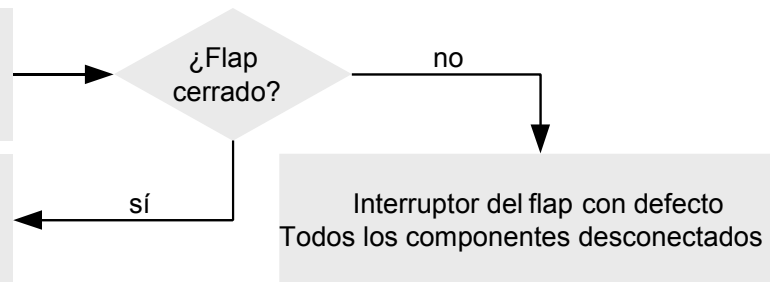 ¿Flap
cerrado?
no
sí
Interruptor del flap con defecto
Todos los componentes desconectados